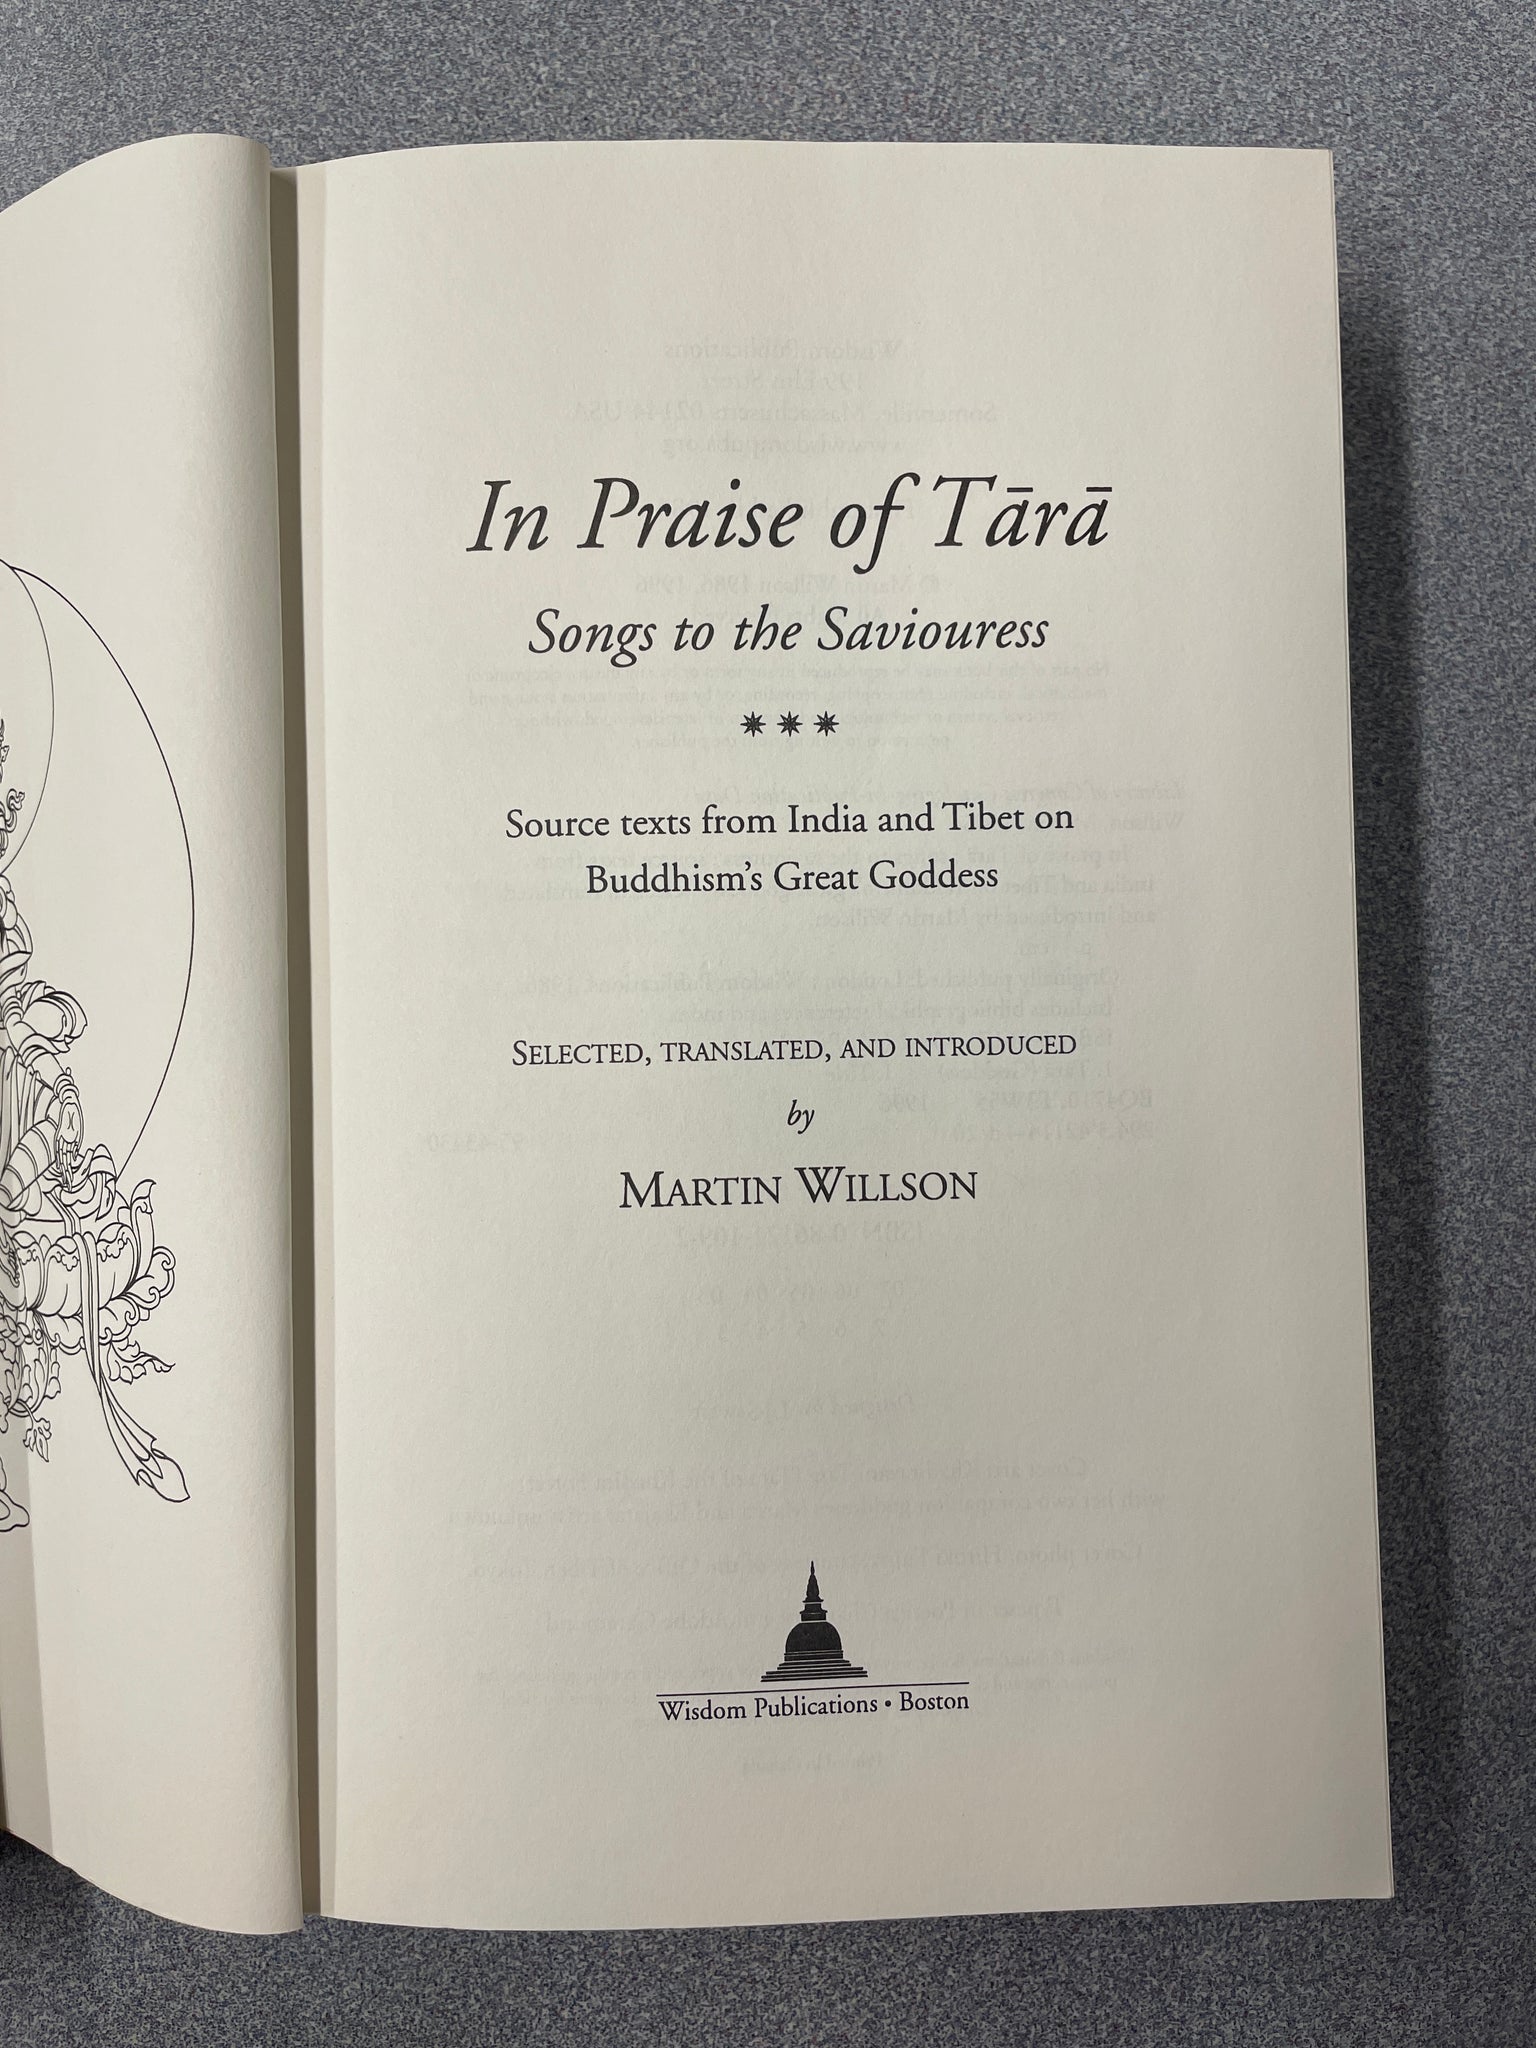 In Praise of Tārā
Songs to the Saviouress
Source texts from India and Tibet on
Buddhism's Great Goddess
SELECTED, TRANSLATED, AND INTRODUCED
by
MARTIN WILLSON
Wisdom Publications • Boston